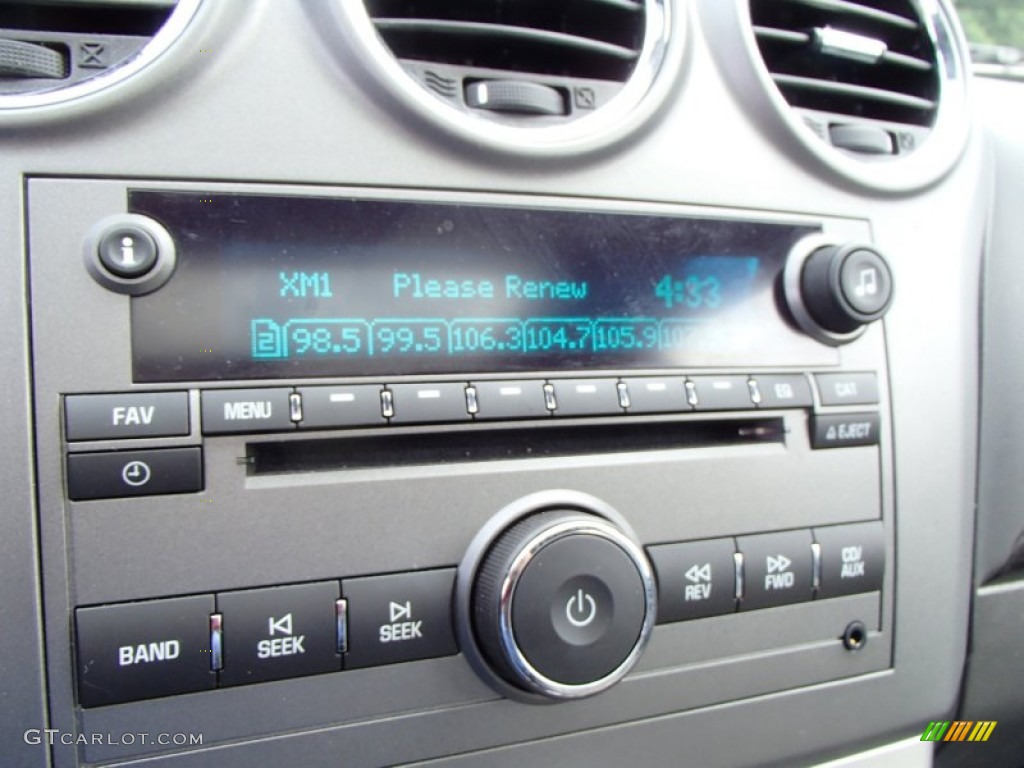 i
XM1 Please Renew 4:33
2 98.5 99.5 106.3 104.7 105.9
FAV MENU EQ CAT
EJECT
REV FWD CD/AUX
BAND SEEK SEEK
GTCARLOT.COM